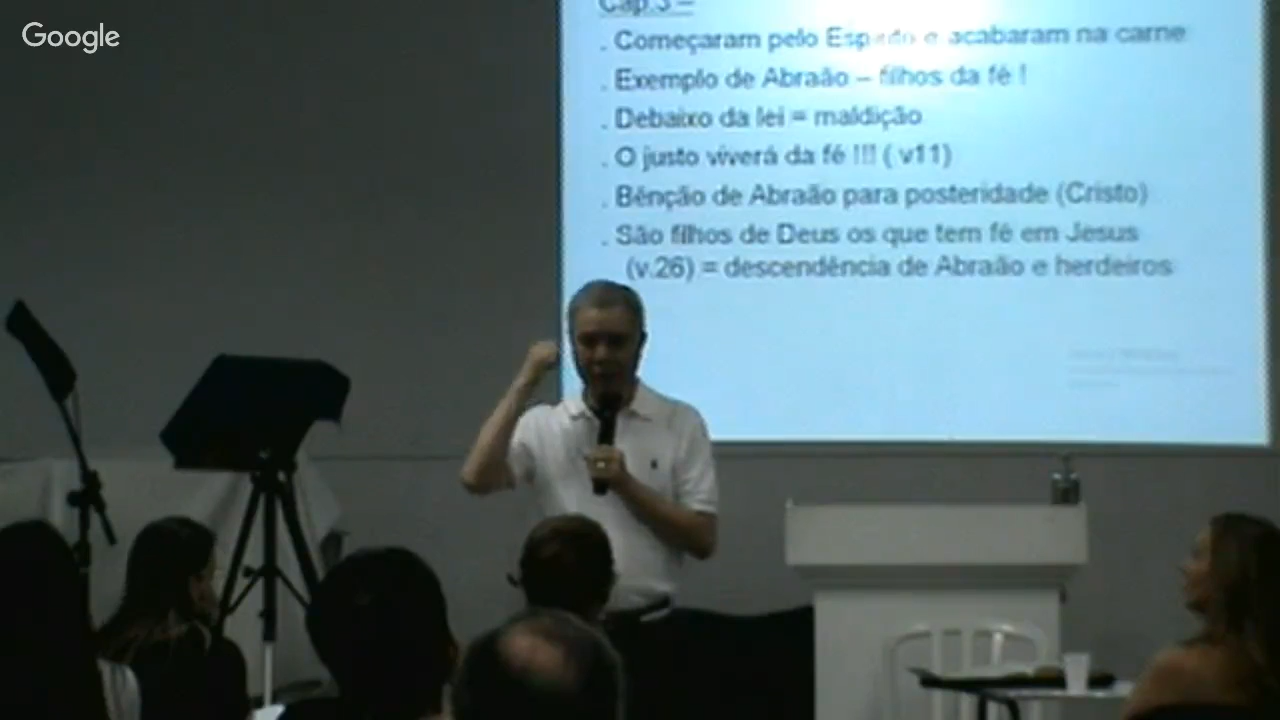 Google
Cap.3 –
. Começaram pelo Espirito e acabaram na carne
. Exemplo de Abraão – filhos da fé !
. Debaixo da lei = maldição
. O justo viverá da fé !!! ( v11)
. Bênção de Abraão para posteridade (Cristo)
. São filhos de Deus os que tem fé em Jesus
(v.26) = descendência de Abraão e herdeiros